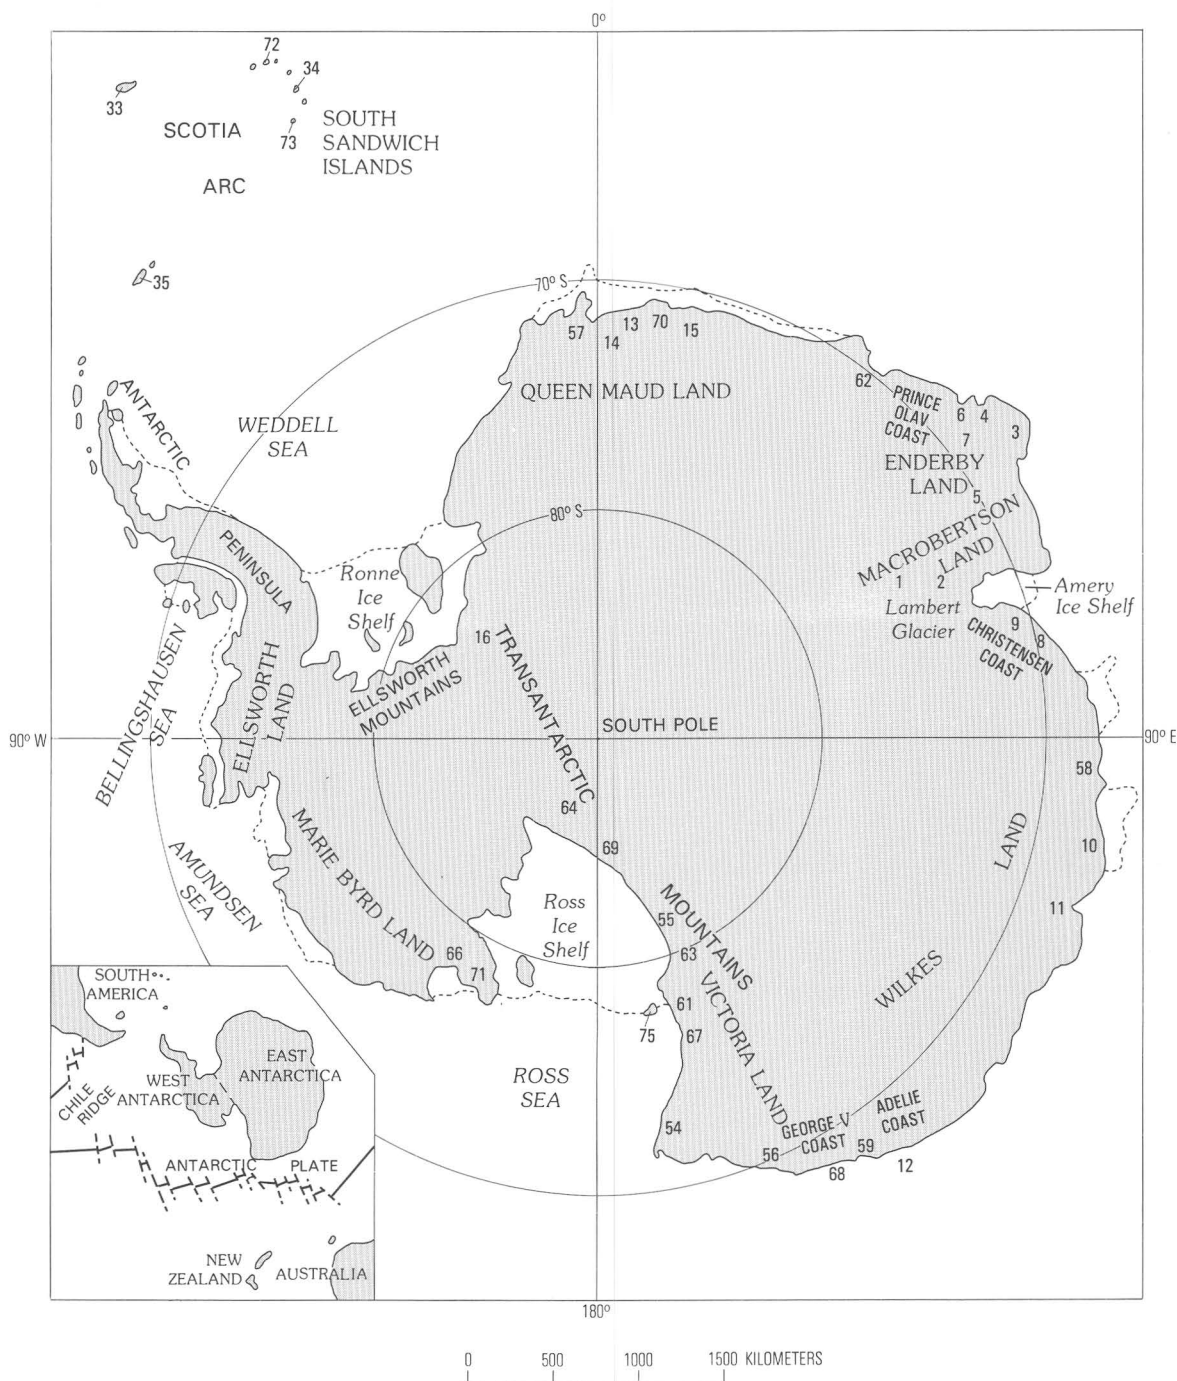 0°
72
34
33
SCOTIA
73
SOUTH
SANDWICH
ISLANDS
ARC
35
70° S
57
14
13
70
15
QUEEN MAUD LAND
62
PRINCE
OLAV
COAST
6
4
3
7
ENDERBY
LAND
5
ANTARCTIC
PENINSULA
WEDDELL
SEA
80° S
MACROBERTSON
LAND
1
2
Lambert
Glacier
Amery
Ice Shelf
9
8
CHRISTENSEN
COAST
Ronne
Ice
Shelf
16
TRANSANTARCTIC
MOUNTAINS
ELLSWORTH
MOUNTAINS
BELLINGSHAUSEN
SEA
ELLSWORTH
LAND
SOUTH POLE
90° W
90° E
58
64
69
10
LAND
WILKES
11
MARIE BYRD LAND
AMUNDSEN
SEA
Ross
Ice
Shelf
55
63
66
71
61
75
67
VICTORIA LAND
ROSS
SEA
54
GEORGE V
COAST
ADELIE
COAST
56
59
68
12
SOUTH
AMERICA
EAST
ANTARCTICA
WEST
ANTARCTICA
CHILE
RIDGE
ANTARCTIC PLATE
NEW
ZEALAND
AUSTRALIA
180°
0 500 1000 1500 KILOMETERS